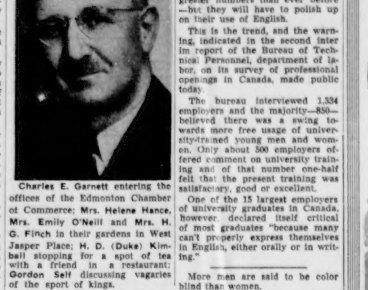 Charles E. Garnett entering the
offices of the Edmonton Chamber
of Commerce; Mrs. Helene Hance,
Mrs. Emily O'Neill and Mrs. H.
G. Finch in their gardens in West
Jasper Place; H. D. (Duke) Kim-
ball stopping for a spot of tea
with a friend in a restaurant;
Gordon Self discussing vagaries
of the sport of kings.
greater numbers than ever before
—but they will have to polish up
on their use of English.
This is the trend, and the warn-
ing, indicated in the second inter
im report of the Bureau of Tech-
nical Personnel, department of la-
bor, on its survey of professional
openings in Canada, made public
today.
The bureau interviewed 1,334
employers and the majority—850—
believed there was a swing to-
wards more free usage of univer-
sity-trained young men and wom-
en. Only about 500 employers of-
fered comment on university train-
ing and of that number one-half
felt that the present training was
satisfactory, good or excellent.
One of the 15 largest employers
of university graduates in Canada,
however, declared itself critical
of most graduates "because many
can't properly express themselves
in English, either orally or in writ-
ing."
More men are said to be color
blind than women.